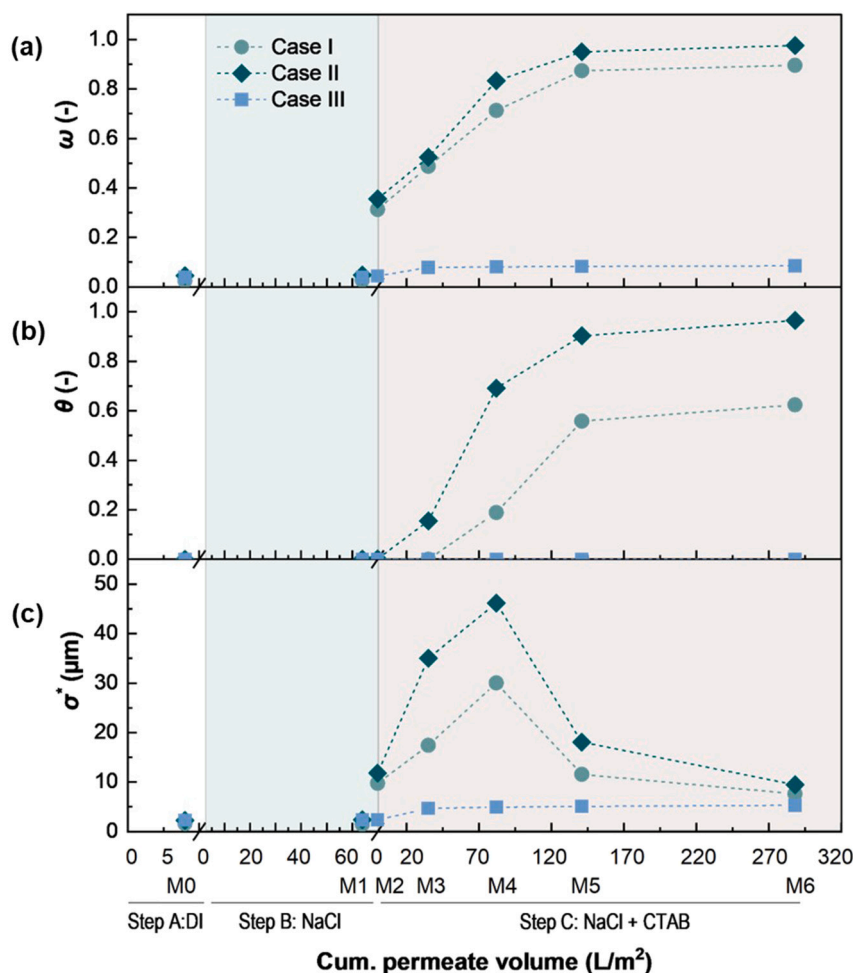 (a)
1.0
0.8
0.6
0.4
0.2
0.0
ω (-)
Case I
Case II
Case III
(b)
1.0
0.8
0.6
0.4
0.2
0.0
θ (-)
(c)
50
40
30
20
10
0
σ* (μm)
0 5 0 20 40 60 0 20 70 120 170 220 270 320
M0 M1 M2 M3 M4 M5 M6
Step A:DI Step B: NaCl Step C: NaCl + CTAB
Cum. permeate volume (L/m²)